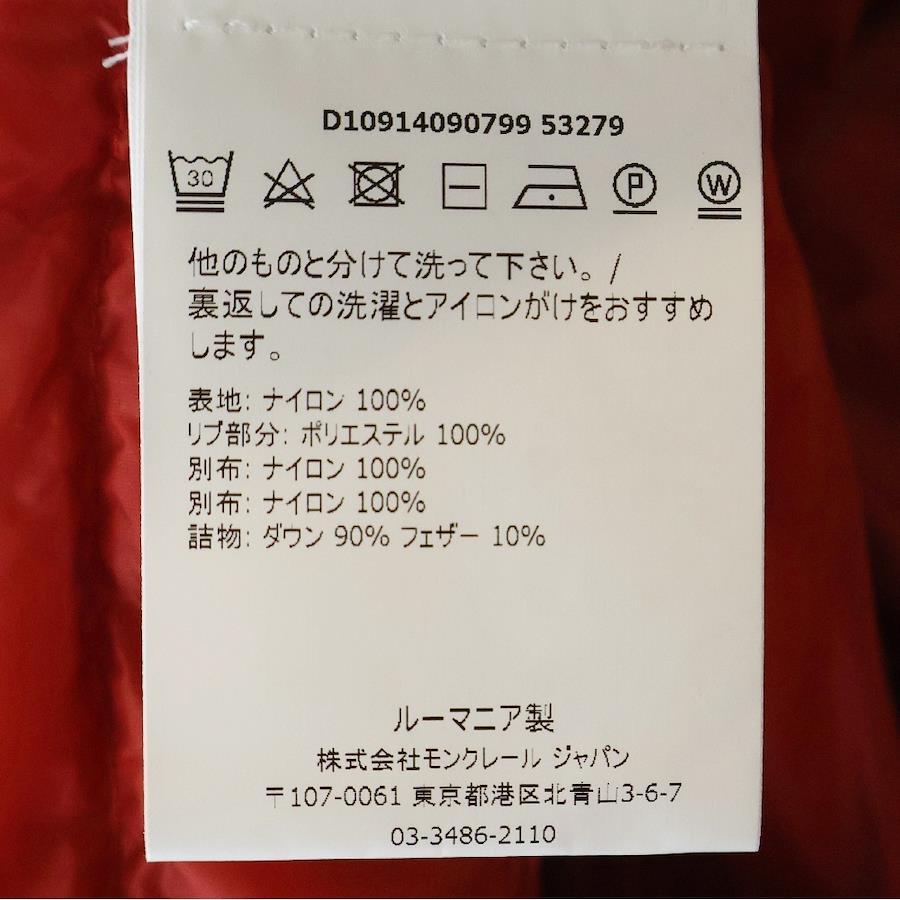 D10914090799 53279
30
P
W
他のものと分けて洗って下さい。/
裏返しての洗濯とアイロンがけをおすすめ
します。
表地: ナイロン 100%
リブ部分: ポリエステル 100%
別布: ナイロン 100%
別布: ナイロン 100%
詰物: ダウン 90% フェザー 10%
ルーマニア製
株式会社モンクレール ジャパン
〒107-0061 東京都港区北青山3-6-7
03-3486-2110